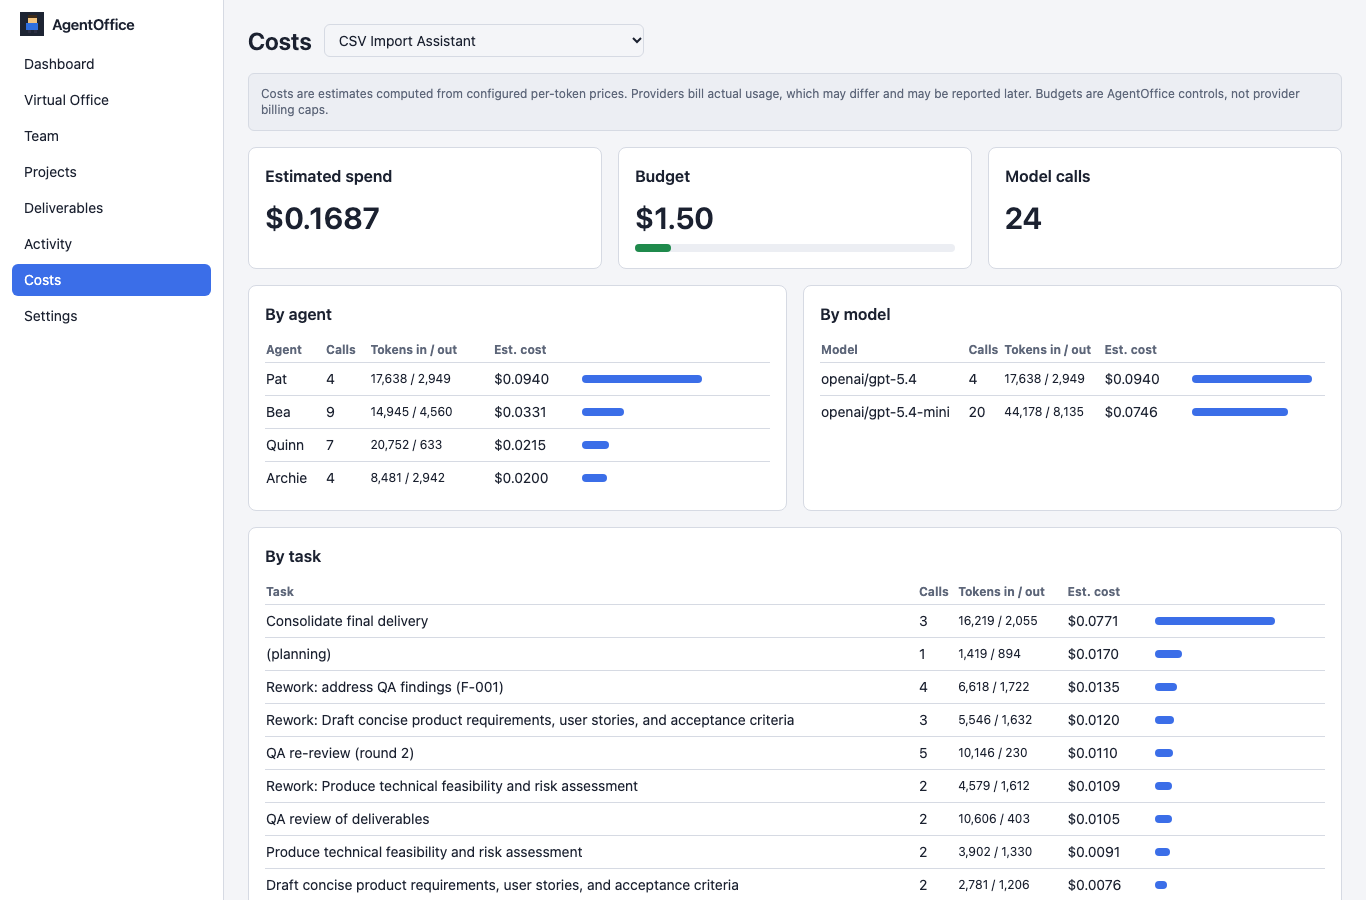 AgentOffice
Dashboard
Virtual Office
Team
Projects
Deliverables
Activity
Costs
Settings
Costs
CSV Import Assistant
Costs are estimates computed from configured per-token prices. Providers bill actual usage, which may differ and may be reported later. Budgets are AgentOffice controls, not provider
billing caps.
Estimated spend
$0.1687
Budget
$1.50
Model calls
24
By agent
Agent Calls Tokens in / out Est. cost
Pat 4 17,638 / 2,949 $0.0940
Bea 9 14,945 / 4,560 $0.0331
Quinn 7 20,752 / 633 $0.0215
Archie 4 8,481 / 2,942 $0.0200
By model
Model Calls Tokens in / out Est. cost
openai/gpt-5.4 4 17,638 / 2,949 $0.0940
openai/gpt-5.4-mini 20 44,178 / 8,135 $0.0746
By task
Task Calls Tokens in / out Est. cost
Consolidate final delivery 3 16,219 / 2,055 $0.0771
(planning) 1 1,419 / 894 $0.0170
Rework: address QA findings (F-001) 4 6,618 / 1,722 $0.0135
Rework: Draft concise product requirements, user stories, and acceptance criteria 3 5,546 / 1,632 $0.0120
QA re-review (round 2) 5 10,146 / 230 $0.0110
Rework: Produce technical feasibility and risk assessment 2 4,579 / 1,612 $0.0109
QA review of deliverables 2 10,606 / 403 $0.0105
Produce technical feasibility and risk assessment 2 3,902 / 1,330 $0.0091
Draft concise product requirements, user stories, and acceptance criteria 2 2,781 / 1,206 $0.0076